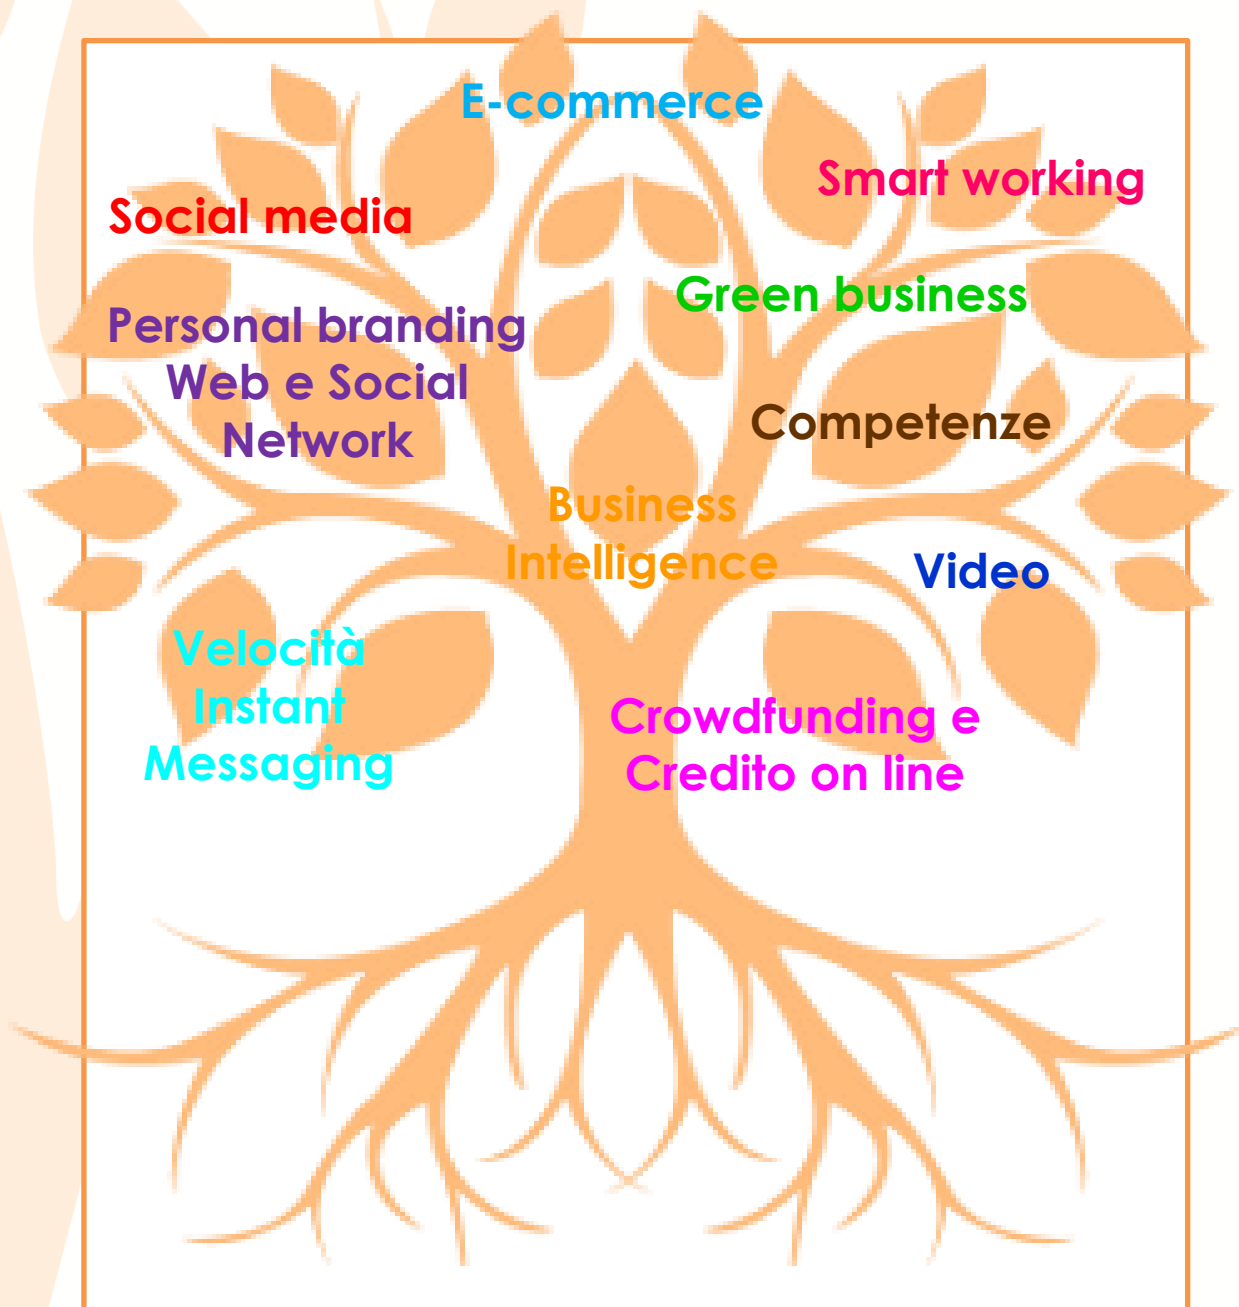 E-commerce
Smart working
Social media
Green business
Personal branding
Web e Social
Network
Competenze
Business
Intelligence
Video
Velocità
Instant
Messaging
Crowdfunding e
Credito on line